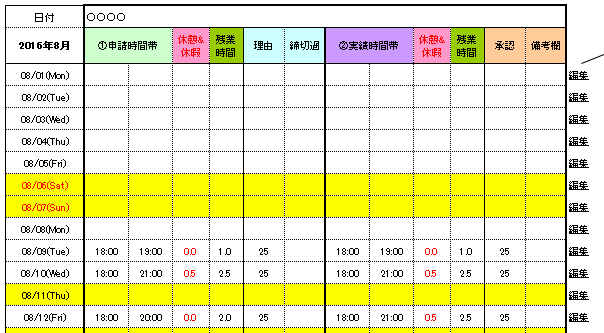 日付 ○○○○
2016年8月 ①申請時間帯 休憩&休暇 残業時間 理由 締切過 ②実績時間帯 休憩&休暇 残業時間 承認 備考欄
08/01(Mon) 編集
08/02(Tue) 編集
08/03(Wed) 編集
08/04(Thu) 編集
08/05(Fri) 編集
08/06(Sat) 編集
08/07(Sun) 編集
08/08(Mon) 編集
08/09(Tue) 18:00 19:00 0.0 1.0 25 18:00 19:00 0.0 1.0 25 編集
08/10(Wed) 18:00 21:00 0.5 2.5 25 18:00 21:00 0.5 2.5 25 編集
08/11(Thu) 編集
08/12(Fri) 18:00 20:00 0.0 2.0 25 18:00 21:00 0.5 2.5 25 編集